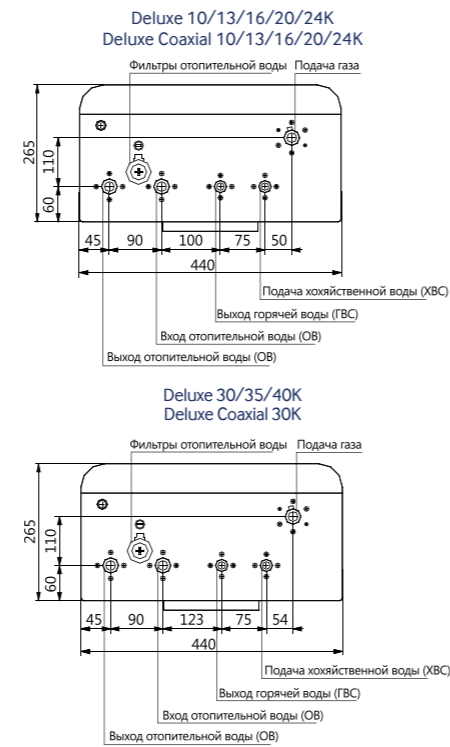 Deluxe 10/13/16/20/24K
Deluxe Coaxial 10/13/16/20/24K
Фильтры отопительной воды Подача газа
265
110
60
45 90 100 75 50
440
Подача хохяйственной воды (ХВС)
Выход горячей воды (ГВС)
Вход отопительной воды (ОВ)
Выход отопительной воды (ОВ)
Deluxe 30/35/40K
Deluxe Coaxial 30K
Фильтры отопительной воды Подача газа
265
110
60
45 90 123 75 54
440
Подача хохяйственной воды (ХВС)
Выход горячей воды (ГВС)
Вход отопительной воды (ОВ)
Выход отопительной воды (ОВ)